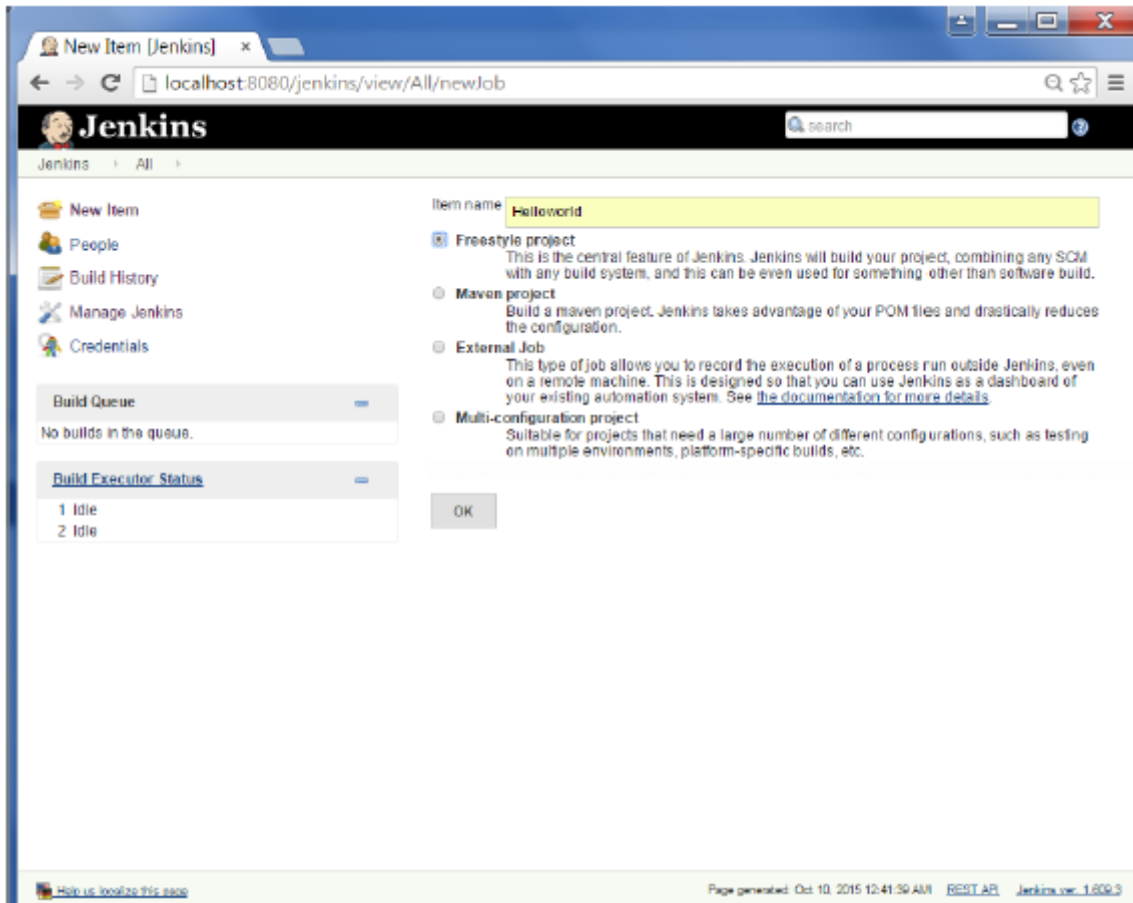 New Item [Jenkins]
localhost:8080/jenkins/view/All/newJob
Jenkins
search
Jenkins
All
New Item
People
Build History
Manage Jenkins
Credentials
Build Queue
No builds in the queue.
Build Executor Status
1 Idle
2 Idle
Item name
Helloworld
Freestyle project
This is the central feature of Jenkins. Jenkins will build your project, combining any SCM
with any build system, and this can be even used for something other than software build.
Maven project
Build a maven project. Jenkins takes advantage of your POM files and drastically reduces
the configuration.
External Job
This type of job allows you to record the execution of a process run outside Jenkins, even
on a remote machine. This is designed so that you can use Jenkins as a dashboard of
your existing automation system. See the documentation for more details.
Multi-configuration project
Suitable for projects that need a large number of different configurations, such as testing
on multiple environments, platform-specific builds, etc.
OK
Help us localize this page
Page generated: Oct 10, 2015 12:41:39 AM
REST API
Jenkins ver. 1.609.3